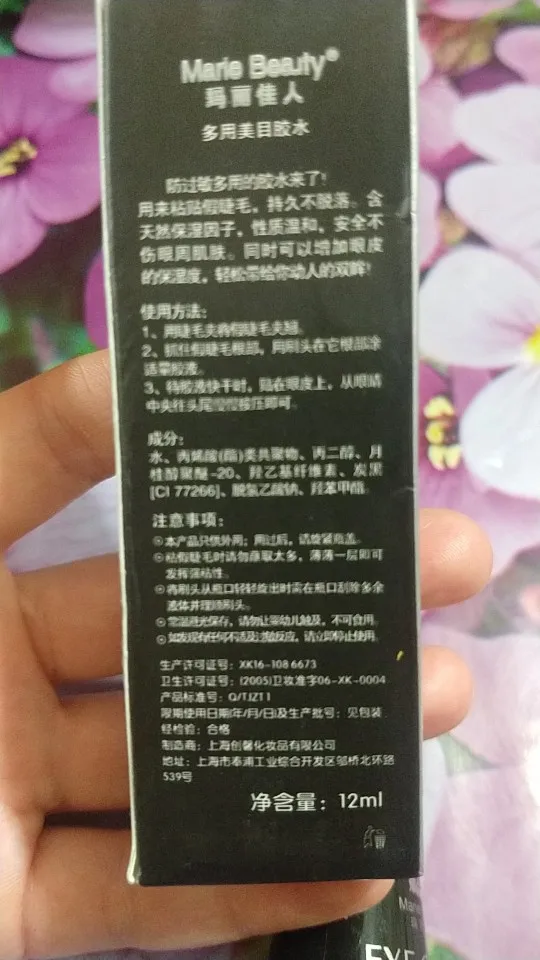 Marie Beauty®
玛丽佳人
多用美目胶水
防过敏多用的胶水来了!
用来粘贴假睫毛，持久不脱落。含
天然保湿因子，性质温和，安全不
伤眼周肌肤。同时可以增加眼皮
的保湿度，轻松带给你动人的双眸!
使用方法:
1、用睫毛夹将假睫毛夹翘。
2、抓住假睫毛根部，用刷头在它根部涂
适量胶液。
3、待胶液快干时，贴在眼皮上，从眼睛
中央往头尾慢慢按压即可。
成分:
水、丙烯酸(酯)类共聚物、丙二醇、月
桂醇聚醚-20、羟乙基纤维素、炭黑
[CI 77266]、脱氢乙酸钠、羟苯甲酯。
注意事项:
⊙本产品只供外用；用过后，请旋紧瓶盖。
⊙粘假睫毛时请勿蘸取太多，薄薄一层即可
发挥强粘性。
⊙将刷头从瓶口轻轻旋出时需在瓶口刮除多余
液体并理顺刷头。
⊙常温避光保存，请勿让婴幼儿触及，不可食用。
⊙如发现有任何不适及过敏反应，请立即停止使用。
生产许可证号: XK16-108 6673
卫生许可证号: (2005)卫妆准字06-XK-0004
产品标准号: Q/TJZT1
限期使用日期(年/月/日)及生产批号: 见包装
经检验: 合格
制造商: 上海创馨化妆品有限公司
地址: 上海市奉浦工业综合开发区邬桥北环路
539号
净含量: 12ml